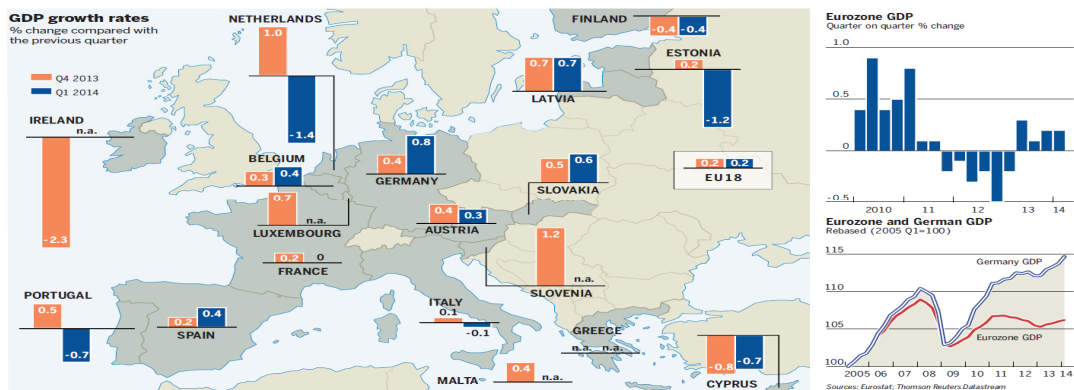 GDP growth rates
% change compared with
the previous quarter
Q4 2013
Q1 2014
NETHERLANDS
1.0
-1.4
FINLAND
-0.4 -0.4
ESTONIA
0.2
-1.2
LATVIA
0.7 0.7
IRELAND
n.a.
-2.3
BELGIUM
0.3 0.4
GERMANY
0.4 0.8
SLOVAKIA
0.5 0.6
0.2 0.2
EU18
LUXEMBOURG
0.7 n.a.
AUSTRIA
0.4 0.3
FRANCE
0.2 0
SLOVENIA
1.2 n.a.
PORTUGAL
0.5
-0.7
SPAIN
0.2 0.4
ITALY
0.1
-0.1
GREECE
n.a. n.a.
MALTA
0.4 n.a.
CYPRUS
-0.8 -0.7
Eurozone GDP
Quarter on quarter % change
1.0
0.5
0
-0.5
2010 11 12 13 14
Eurozone and German GDP
Rebased (2005 Q1=100)
115
110
105
100
Germany GDP
Eurozone GDP
2005 06 07 08 09 10 11 12 13 14
Sources: Eurostat; Thomson Reuters Datastream